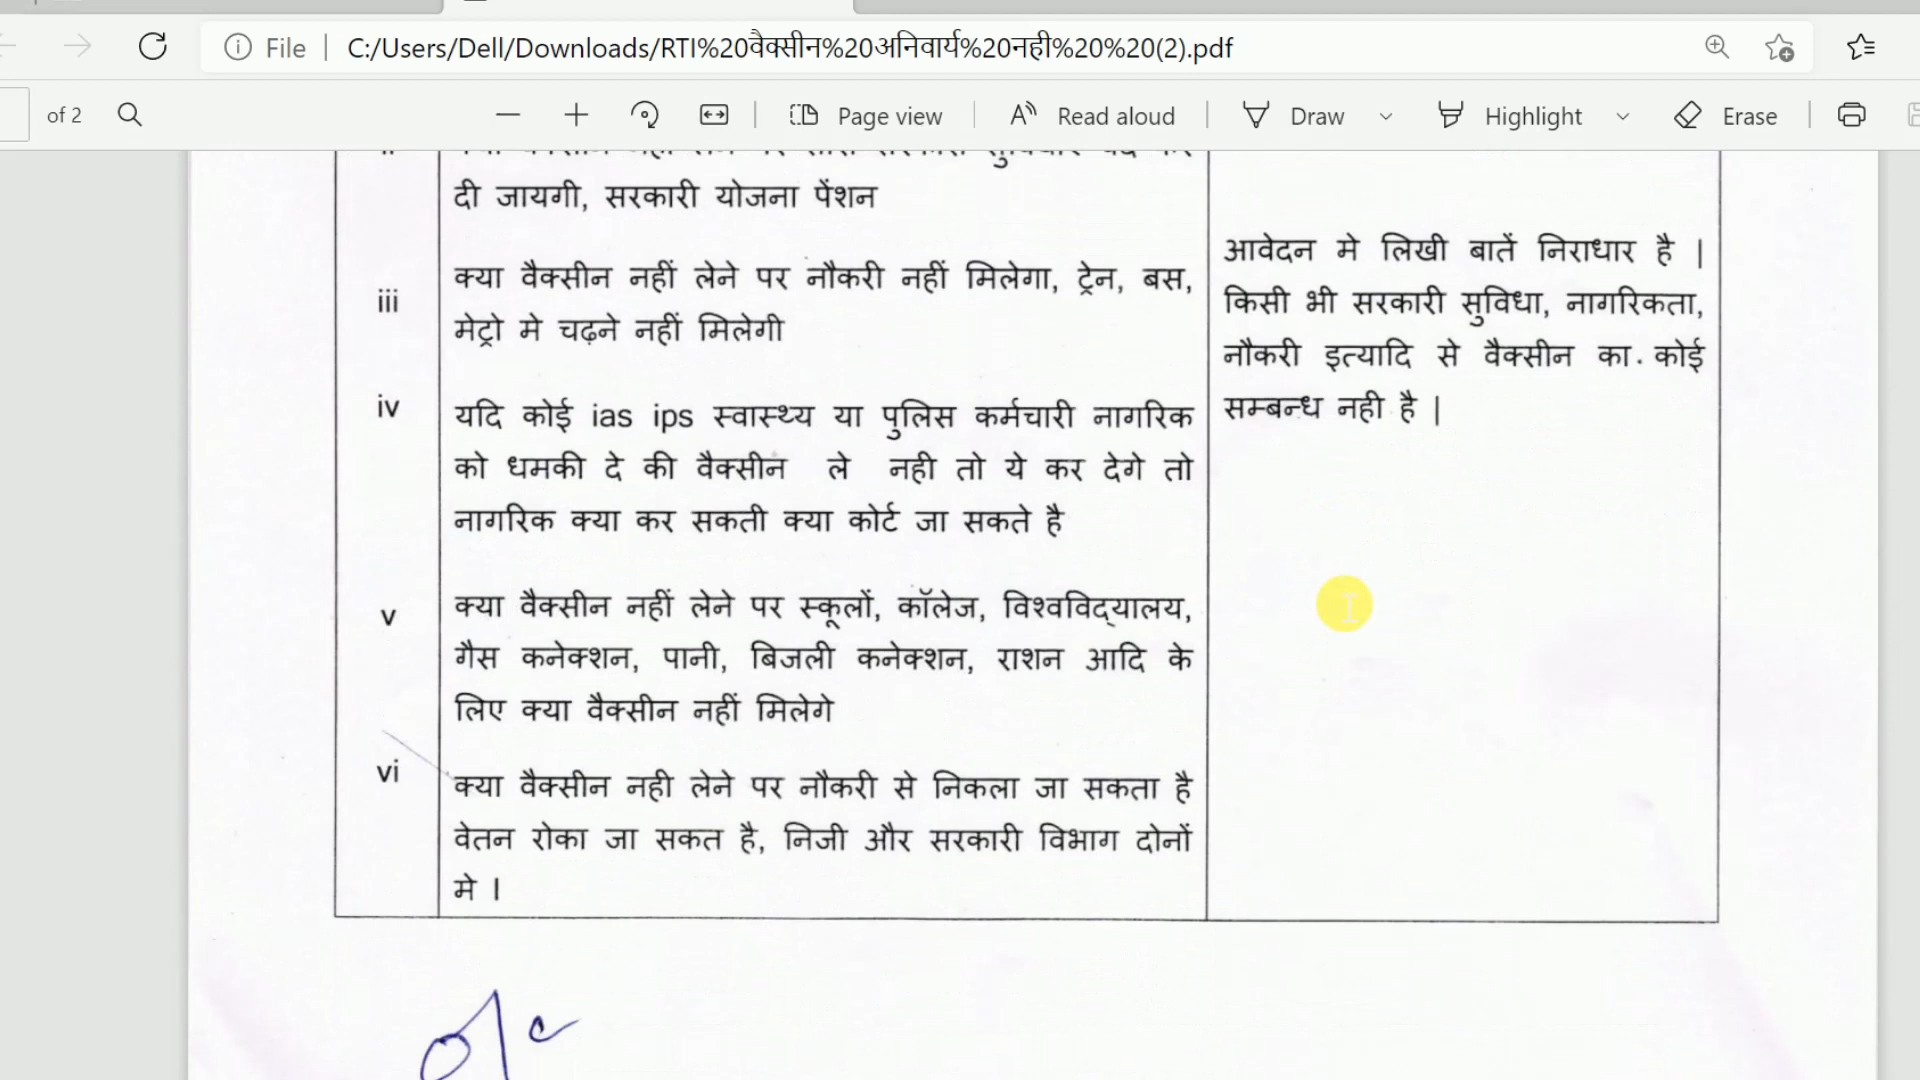 File | C:/Users/Dell/Downloads/RTI%20वैक्सीन%20अनिवार्य%20नही%20%20(2).pdf
of 2 Page view Read aloud Draw Highlight Erase
दी जायगी, सरकारी योजना पेंशन
iii
क्या वैक्सीन नहीं लेने पर नौकरी नहीं मिलेगा, ट्रेन, बस,
मेट्रो मे चढ़ने नहीं मिलेगी
iv
यदि कोई ias ips स्वास्थ्य या पुलिस कर्मचारी नागरिक
को धमकी दे की वैक्सीन ले नही तो ये कर देगे तो
नागरिक क्या कर सकती क्या कोर्ट जा सकते है
v
क्या वैक्सीन नहीं लेने पर स्कूलों, कॉलेज, विश्वविद्यालय,
गैस कनेक्शन, पानी, बिजली कनेक्शन, राशन आदि के
लिए क्या वैक्सीन नहीं मिलेगे
vi
क्या वैक्सीन नही लेने पर नौकरी से निकला जा सकता है
वेतन रोका जा सकत है, निजी और सरकारी विभाग दोनों
मे ।
आवेदन मे लिखी बातें निराधार है |
किसी भी सरकारी सुविधा, नागरिकता,
नौकरी इत्यादि से वैक्सीन का. कोई
सम्बन्ध नही है |
o/c